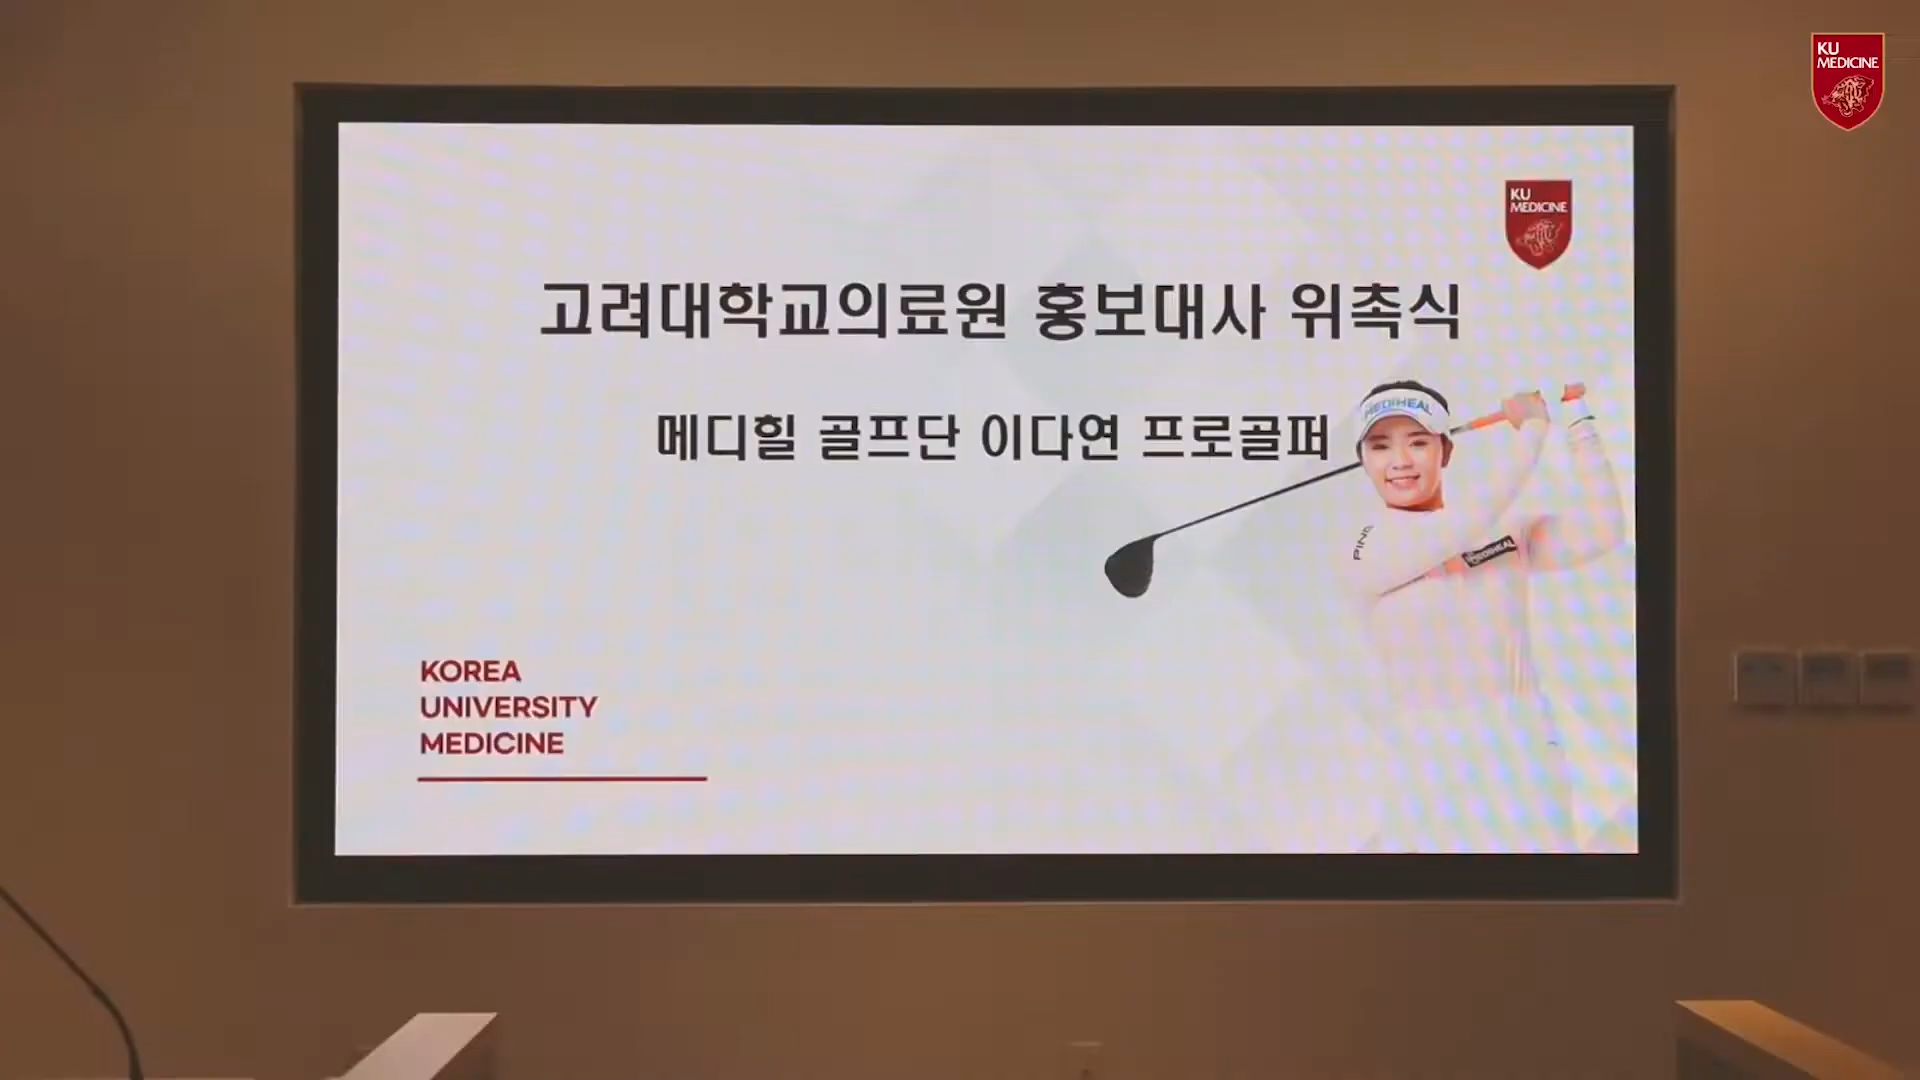 KU
MEDICINE
KU
MEDICINE
고려대학교의료원 홍보대사 위촉식
메디힐 골프단 이다연 프로골퍼
MEDIHEAL
PING
MEDIHEAL
KOREA
UNIVERSITY
MEDICINE